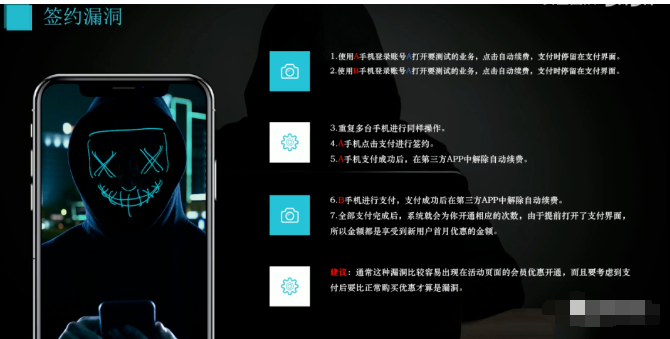 签约漏洞
1.使用A手机登录账号A打开要测试的业务，点击自动续费，支付时停留在支付界面。
2.使用B手机登录账号A打开要测试的业务，点击自动续费，支付时停留在支付界面。
3.重复多台手机进行同样操作。
4.A手机点击支付进行签约。
5.A手机支付成功后，在第三方APP中解除自动续费。
6.B手机进行支付，支付成功后在第三方APP中解除自动续费。
7.全部支付完成后，系统就会为你开通相应的次数，由于提前打开了支付界面，
所以金额都是享受到新用户首月优惠的金额。
建议：通常这种漏洞比较容易出现在活动页面的会员优惠开通，而且要考虑到支
付后要比正常购买优惠才算是漏洞。